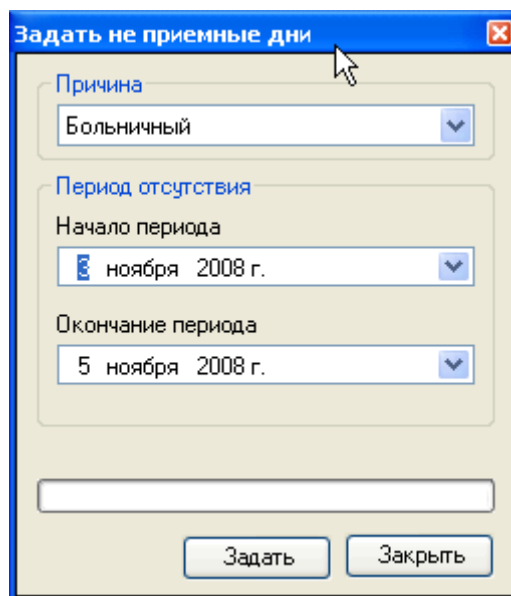 Задать не приемные дни
Причина
Больничный
Период отсутствия
Начало периода
3 ноября 2008 г.
Окончание периода
5 ноября 2008 г.
Задать
Закрыть